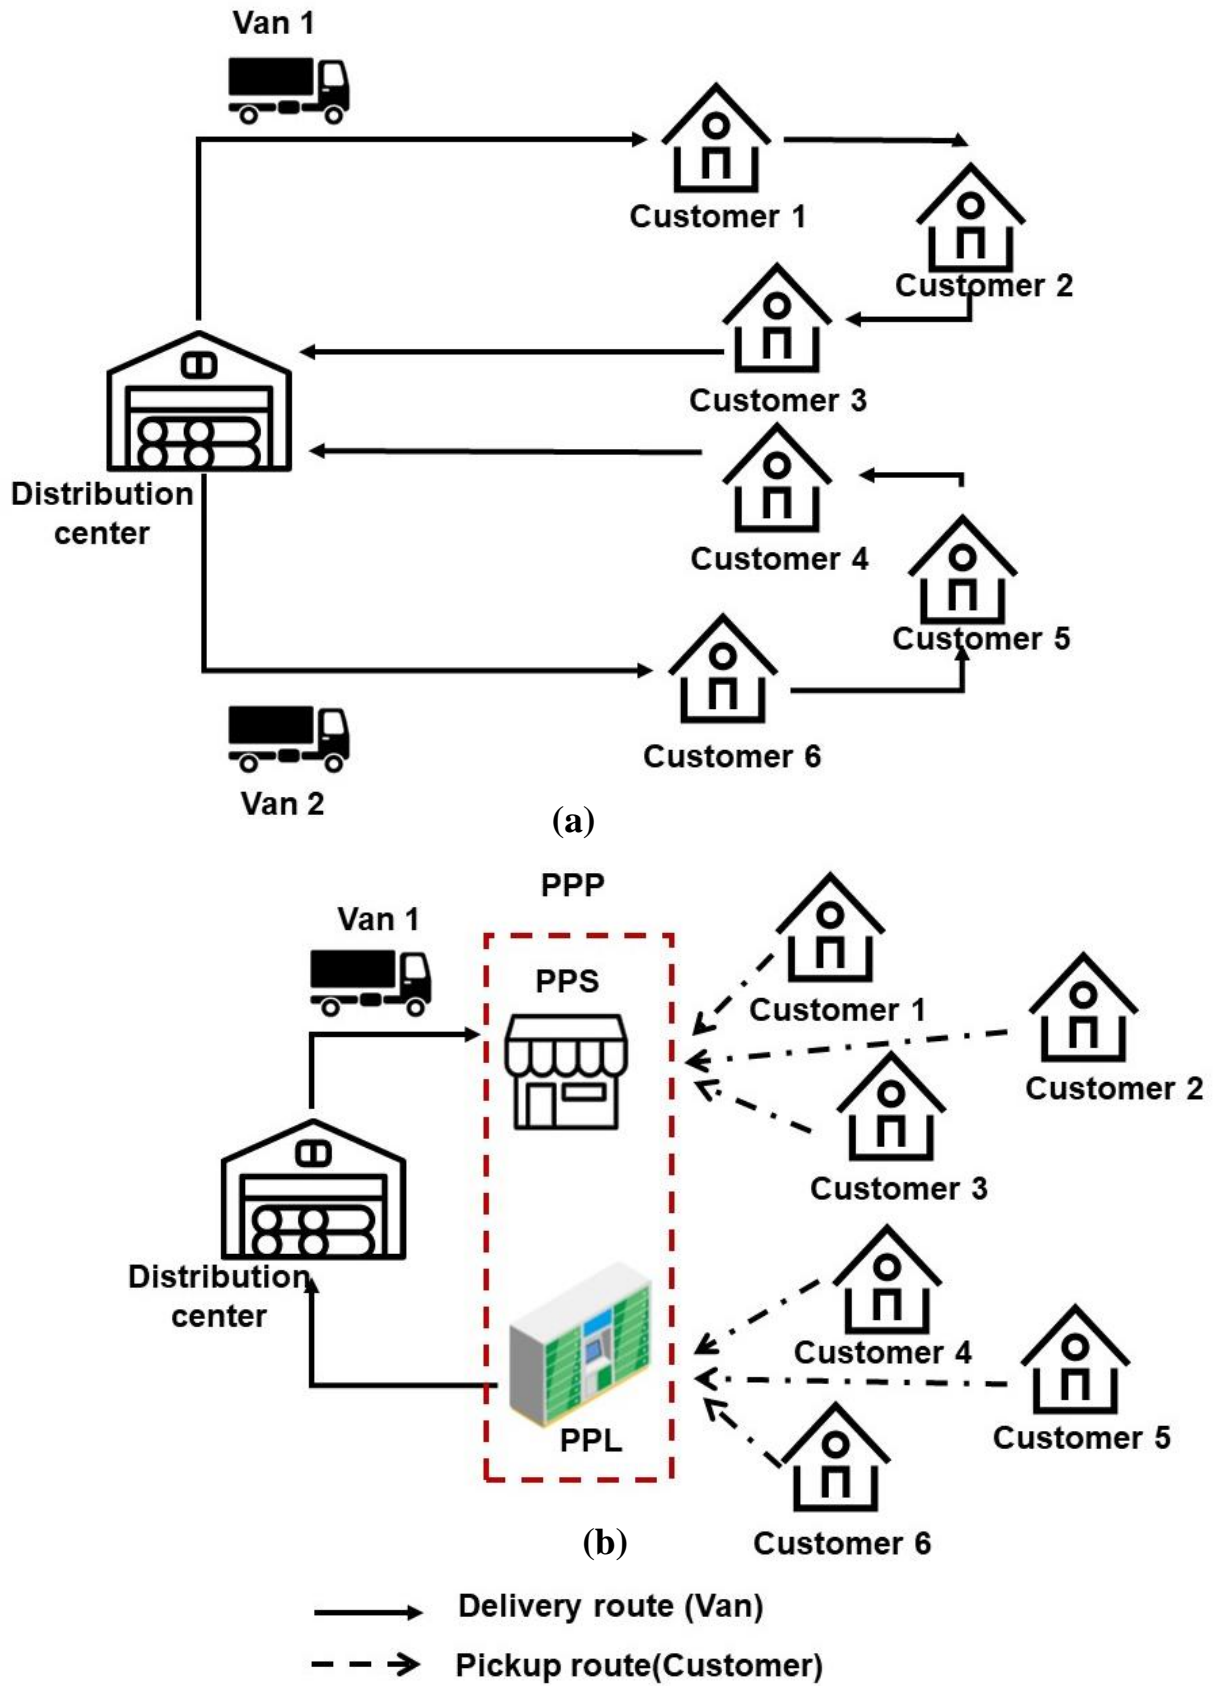 Van 1
Customer 1
Customer 2
Customer 3
Distribution
center
Customer 4
Customer 5
Customer 6
Van 2
(a)
PPP
Van 1
PPS
Customer 1
Customer 2
Customer 3
Distribution
center
Customer 4
PPL
Customer 5
Customer 6
(b)
Delivery route (Van)
Pickup route(Customer)